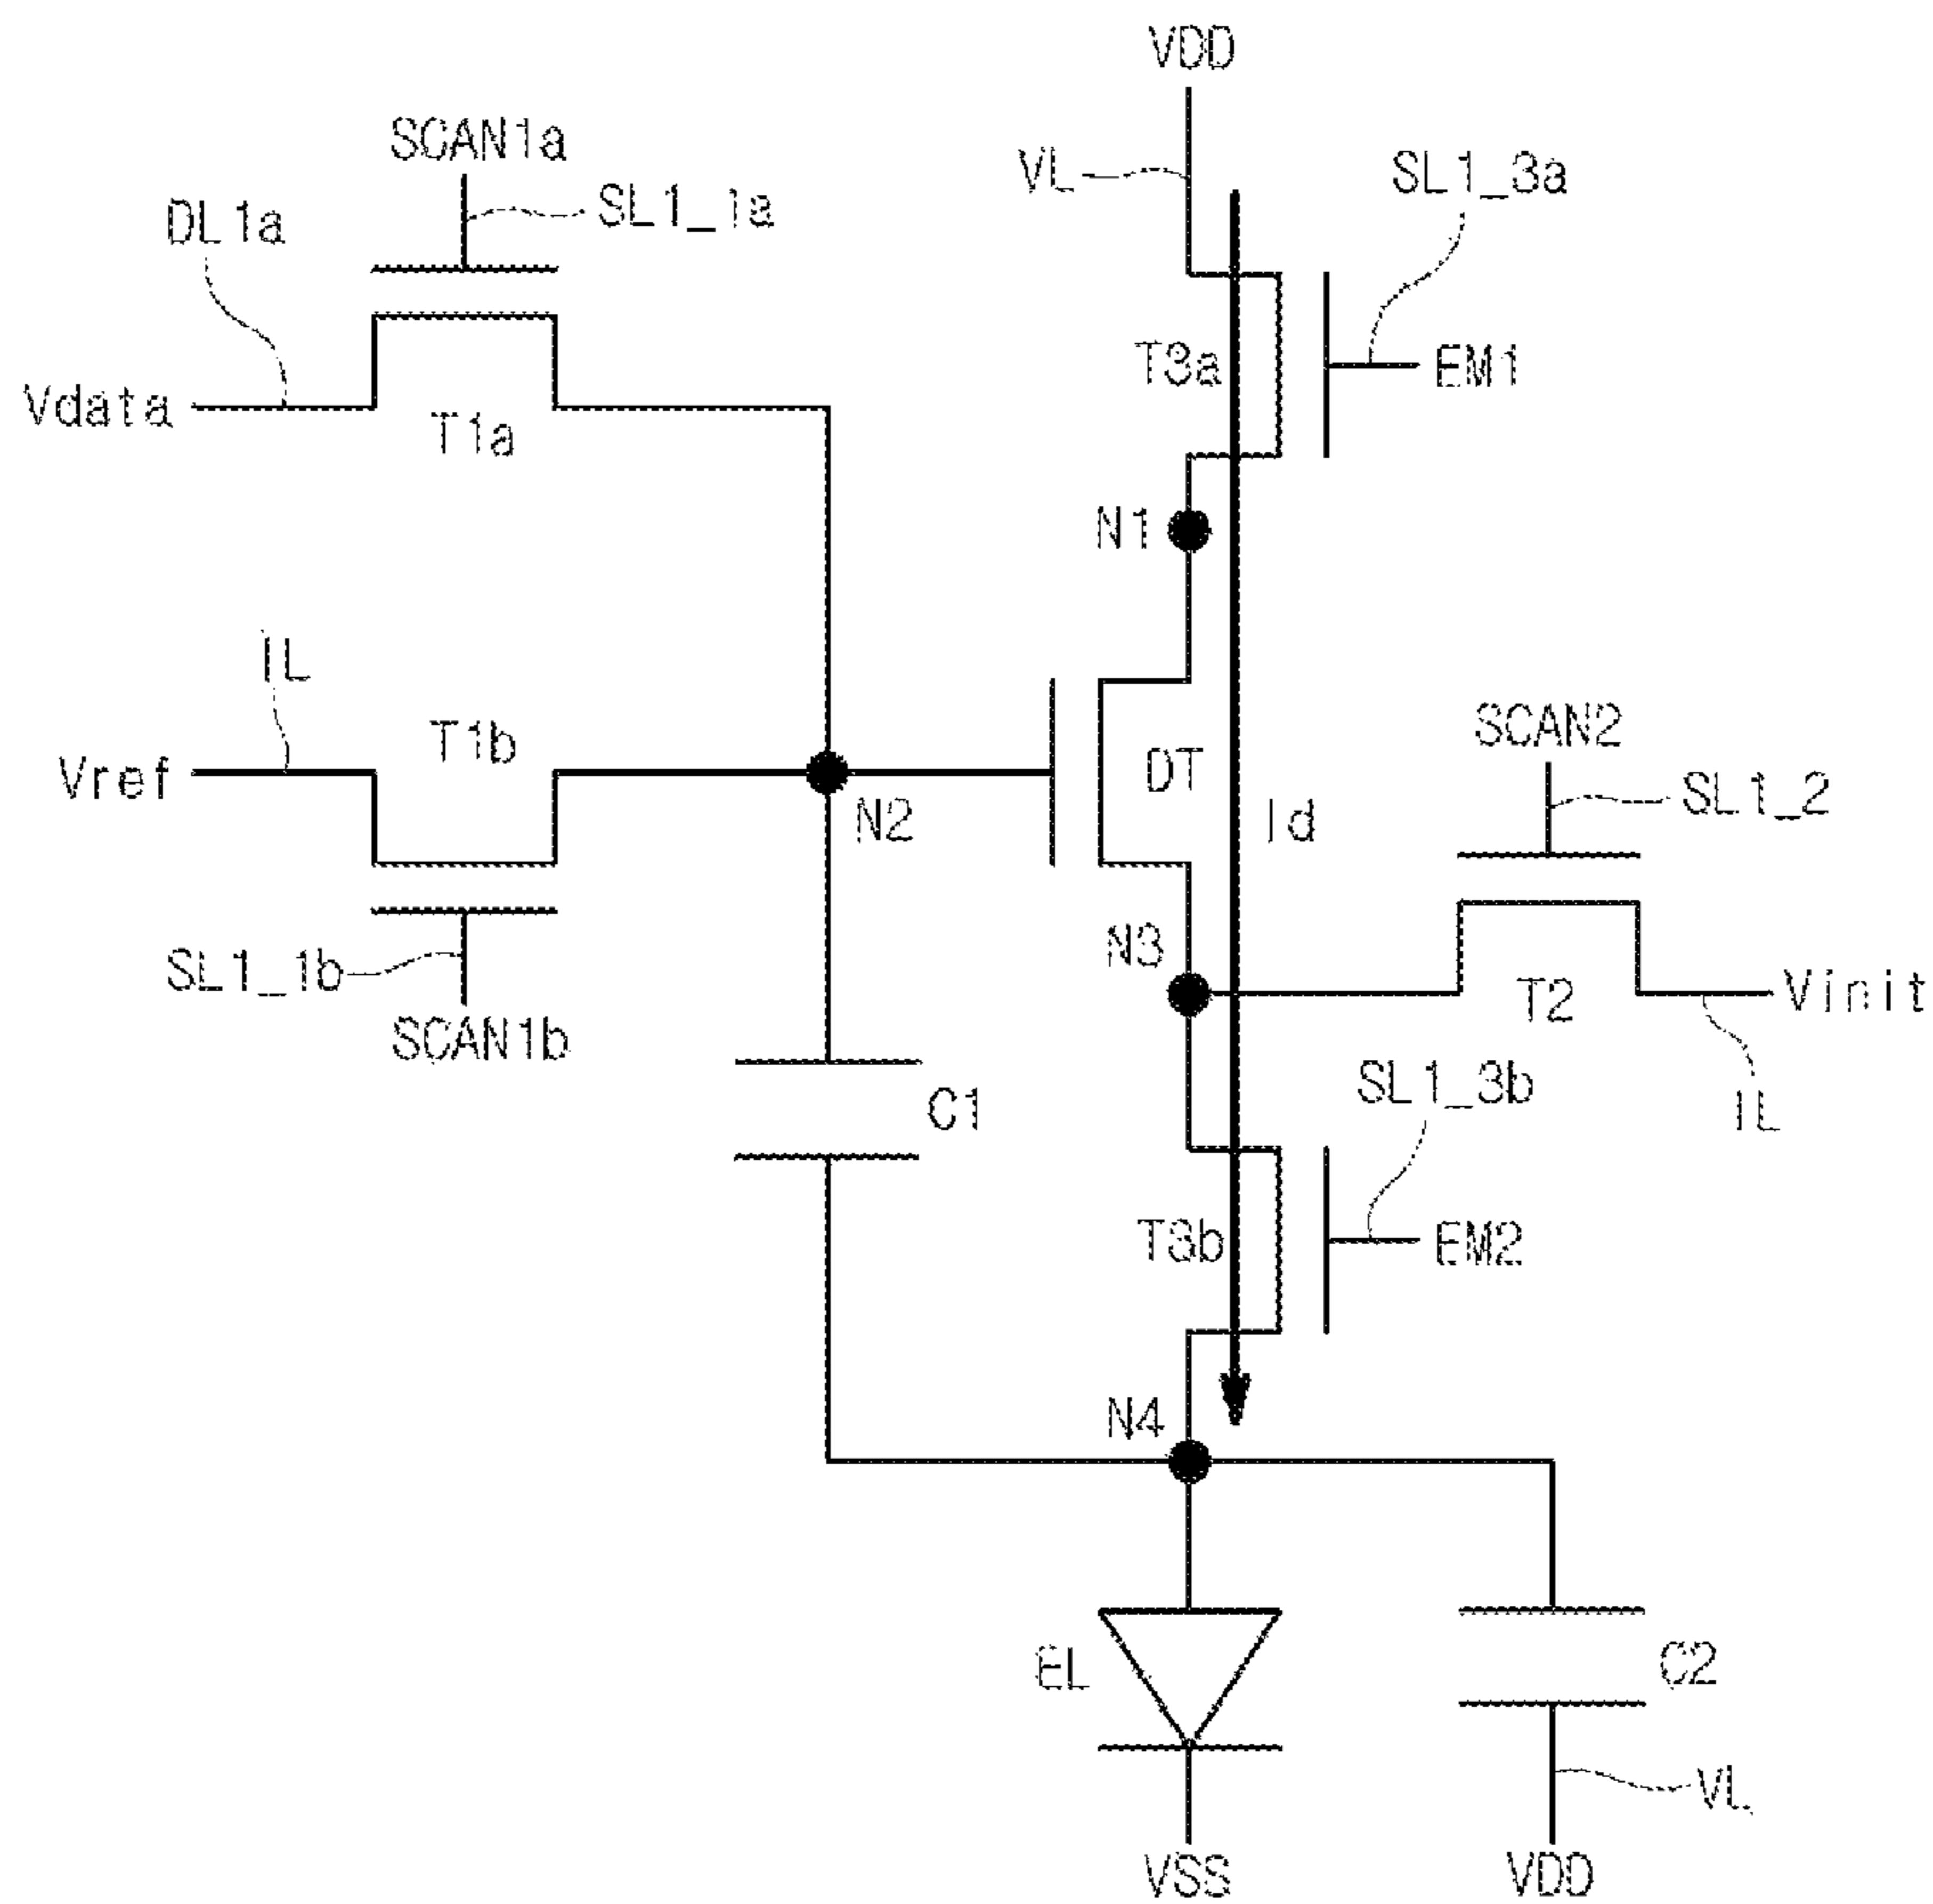 VDD
SCAN1a
VL
SL1_3a
DL1a
SL1_1a
T3a
EM1
Vdata
T1a
N1
IL
T1b
SCAN2
Vref
DT
SL1_2
N2
Id
N3
SL1_1b
T2
Vinit
SCAN1b
SL1_3b
C1
IL
T3b
EM2
N4
EL
C2
VL
VSS
VDD